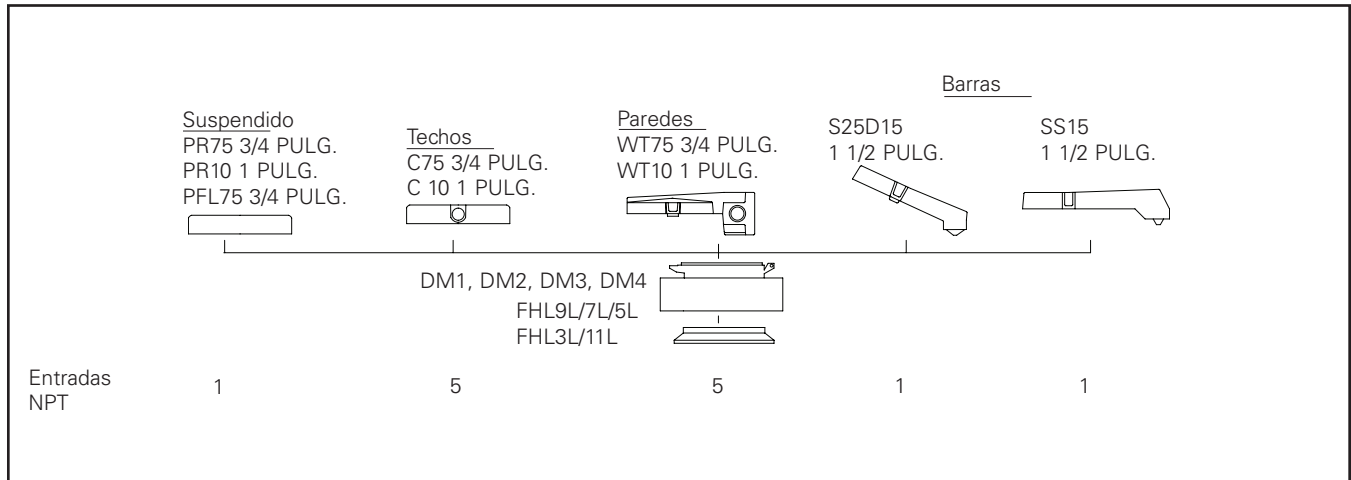 Barras
Suspendido
PR75 3/4 PULG.
PR10 1 PULG.
PFL75 3/4 PULG.
Techos
C75 3/4 PULG.
C 10 1 PULG.
Paredes
WT75 3/4 PULG.
WT10 1 PULG.
S25D15
1 1/2 PULG.
SS15
1 1/2 PULG.
DM1, DM2, DM3, DM4
FHL9L/7L/5L
FHL3L/11L
Entradas
NPT
1
5
5
1
1